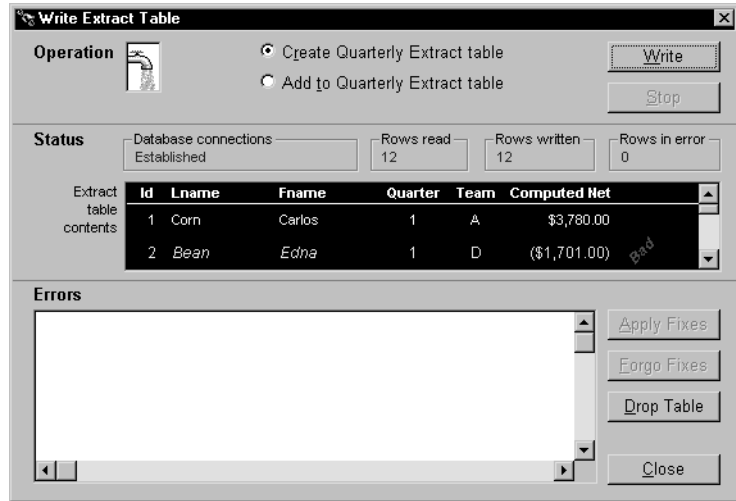 Write Extract Table
Operation
Create Quarterly Extract table
Write
Add to Quarterly Extract table
Stop
Status
Database connections
Established
Rows read
12
Rows written
12
Rows in error
0
Extract
table
contents
Id Lname Fname Quarter Team Computed Net
1 Corn Carlos 1 A $3,780.00
2 Bean Edna 1 D ($1,701.00) Bad
Errors
Apply Fixes
Forgo Fixes
Drop Table
Close